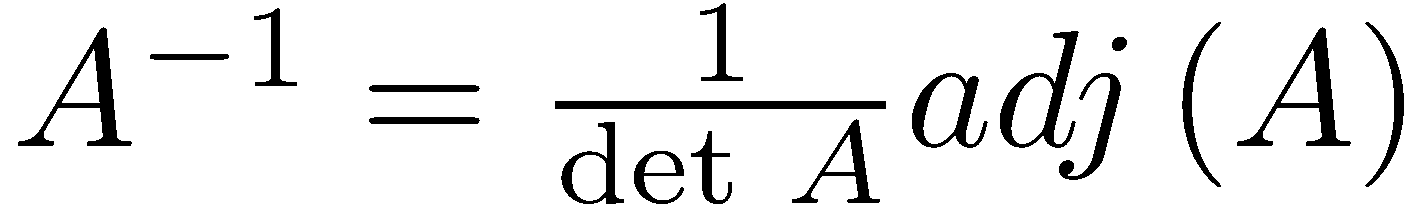 A^{-1} = \frac{1}{\det A} adj (A)